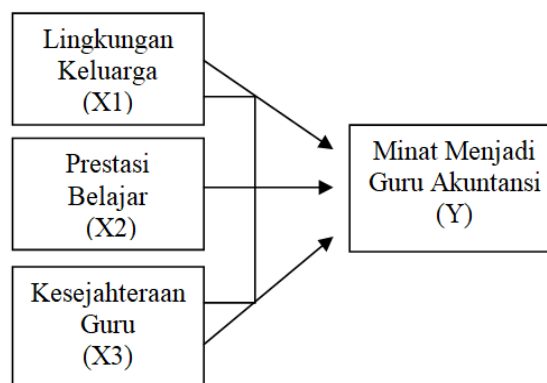 Lingkungan
Keluarga
(X1)
Prestasi
Belajar
(X2)
Kesejahteraan
Guru
(X3)
Minat Menjadi
Guru Akuntansi
(Y)